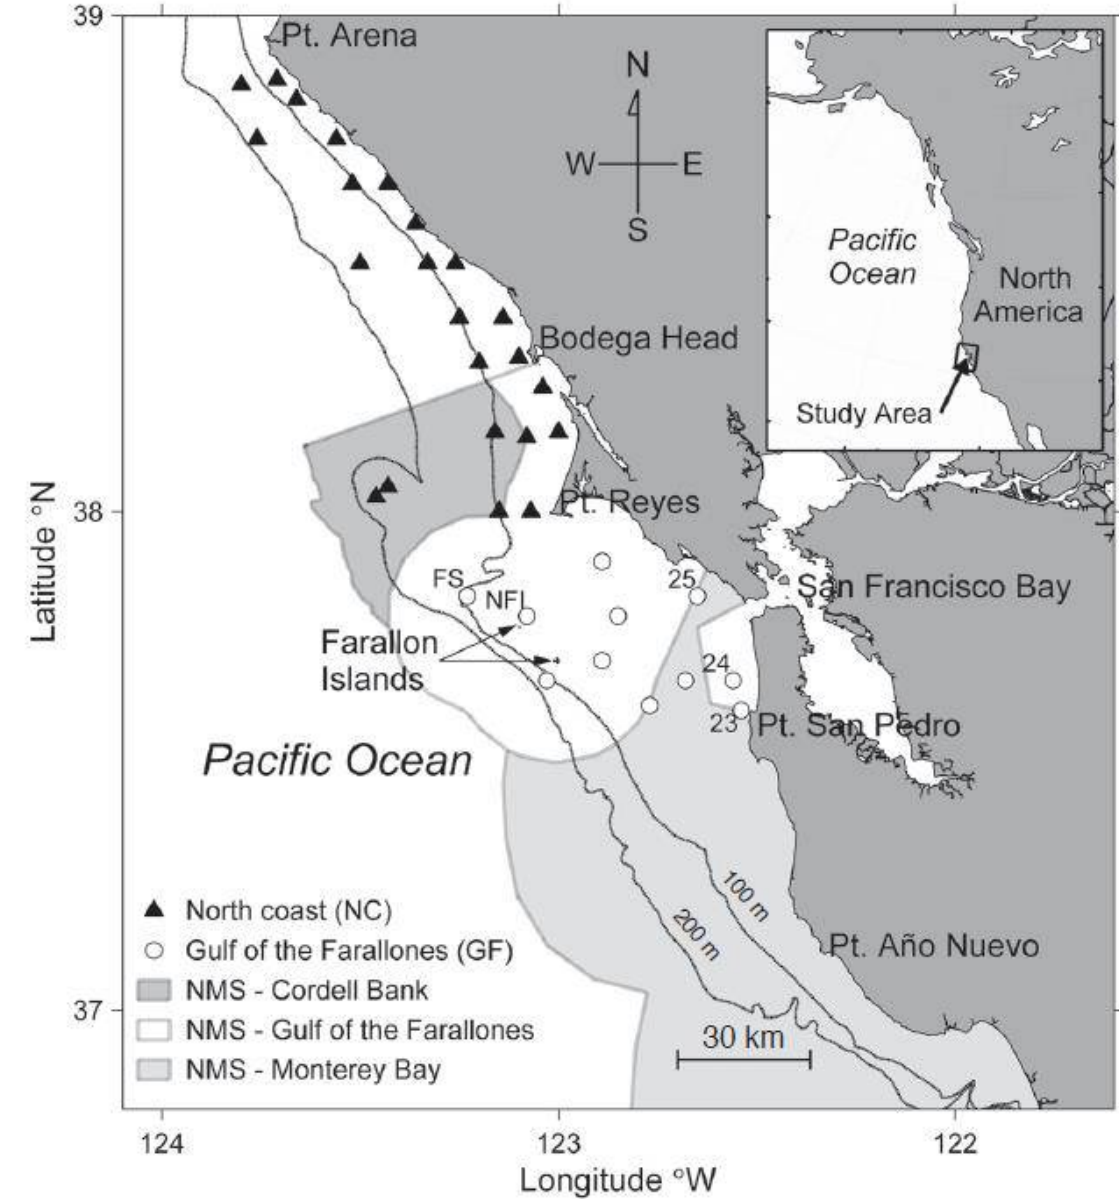 39
Pt. Arena
N
W
E
S
Pacific
Ocean
North
America
Study Area
Bodega Head
Latitude °N
38
Pt. Reyes
FS
NFI
25
San Francisco Bay
Farallon
Islands
24
23
Pt. San Pedro
Pacific Ocean
100 m
200 m
North coast (NC)
Gulf of the Farallones (GF)
NMS - Cordell Bank
NMS - Gulf of the Farallones
NMS - Monterey Bay
Pt. Año Nuevo
37
30 km
124
123
122
Longitude °W